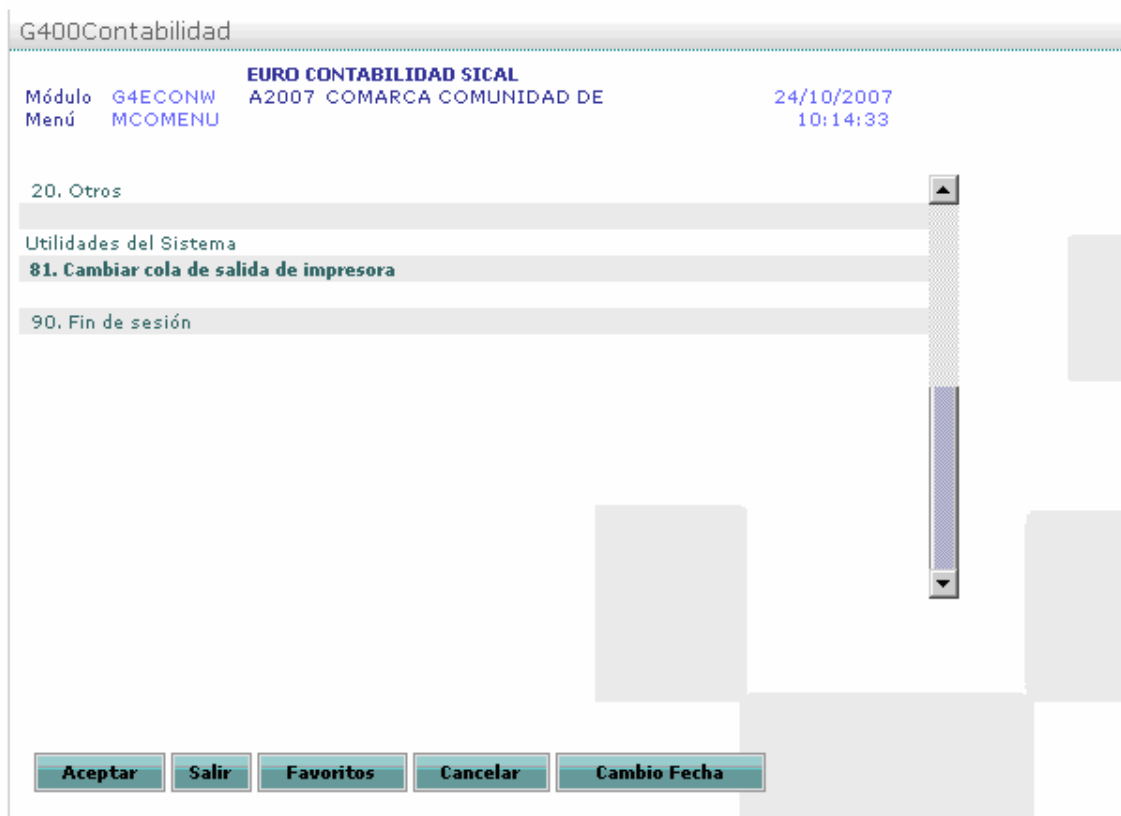 G400Contabilidad
EURO CONTABILIDAD SICAL
Módulo G4ECONW A2007 COMARCA COMUNIDAD DE 24/10/2007
Menú MCOMENU 10:14:33
20. Otros
Utilidades del Sistema
81. Cambiar cola de salida de impresora
90. Fin de sesión
Aceptar Salir Favoritos Cancelar Cambio Fecha